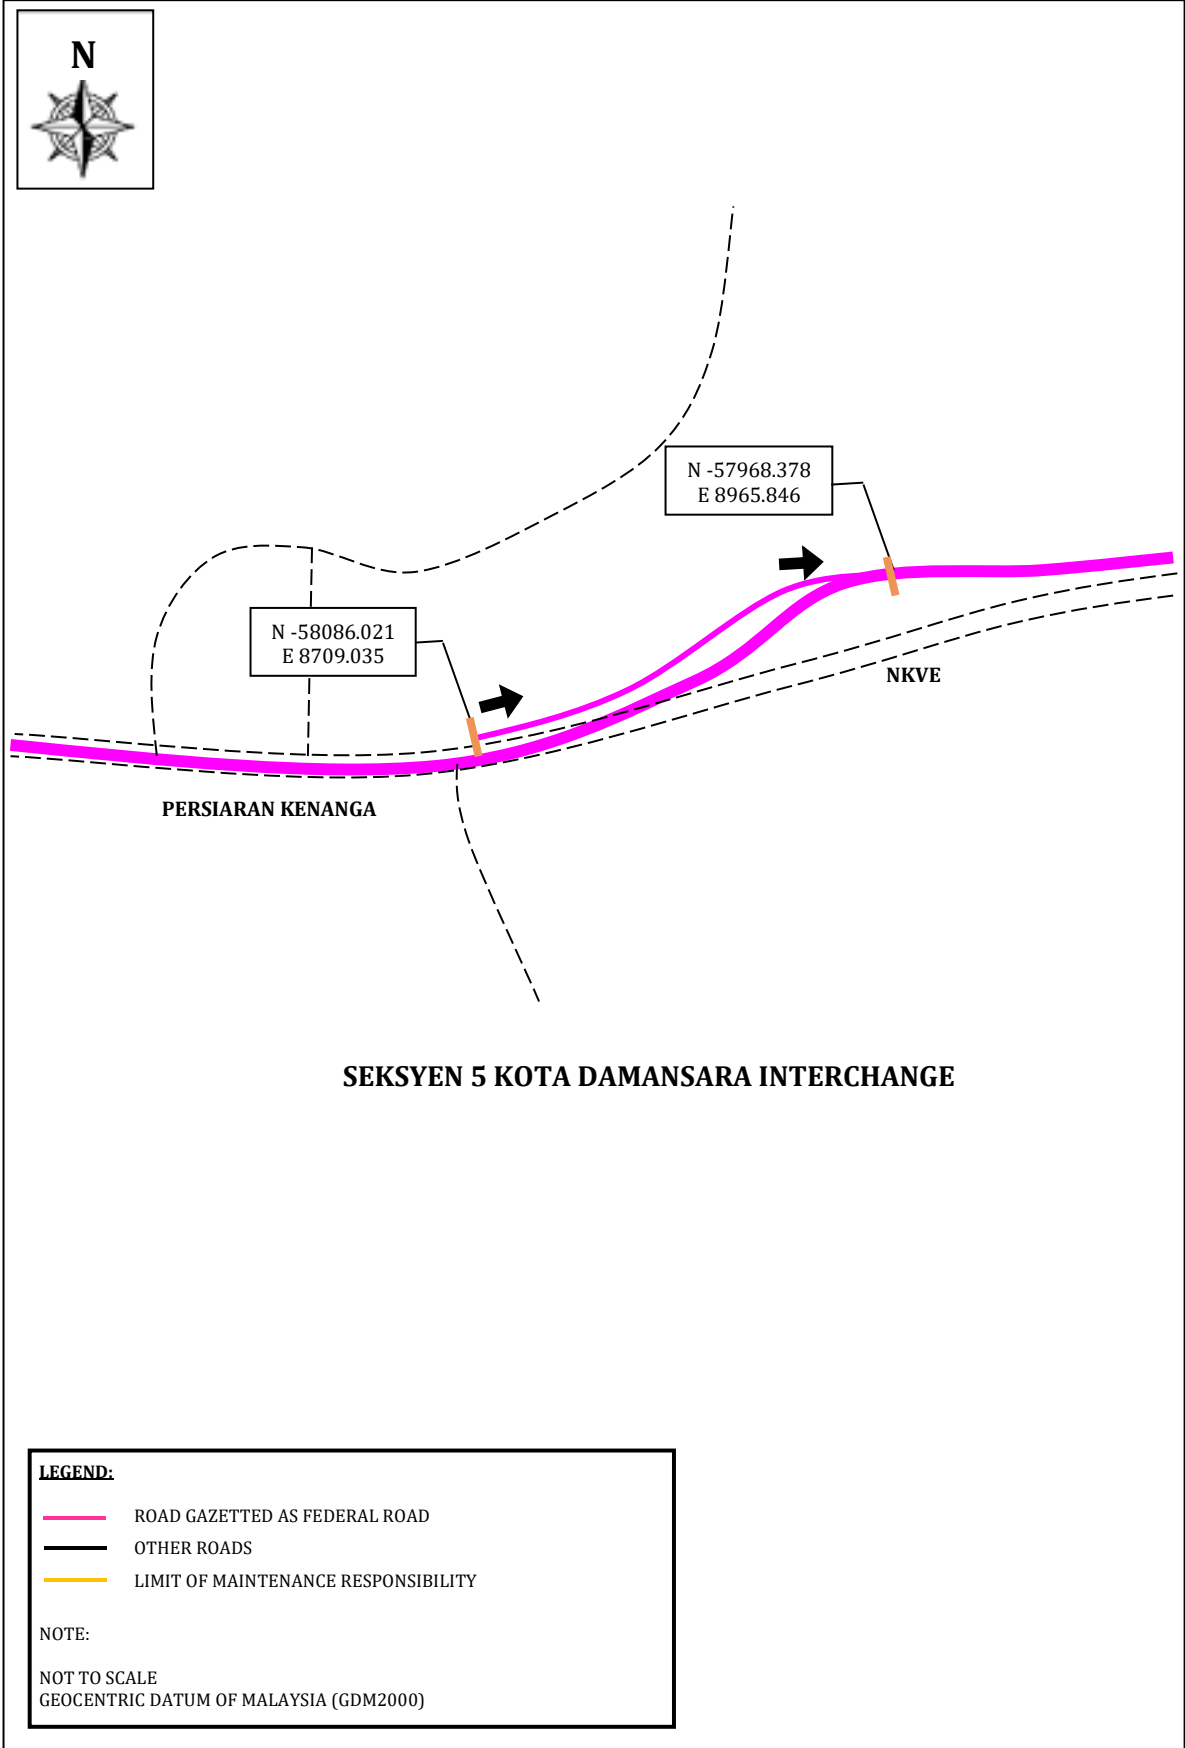 N
N -57968.378
E 8965.846
N -58086.021
E 8709.035
NKVE
PERSIARAN KENANGA
SEKSYEN 5 KOTA DAMANSARA INTERCHANGE
LEGEND:
ROAD GAZETTED AS FEDERAL ROAD
OTHER ROADS
LIMIT OF MAINTENANCE RESPONSIBILITY
NOTE:
NOT TO SCALE
GEOCENTRIC DATUM OF MALAYSIA (GDM2000)